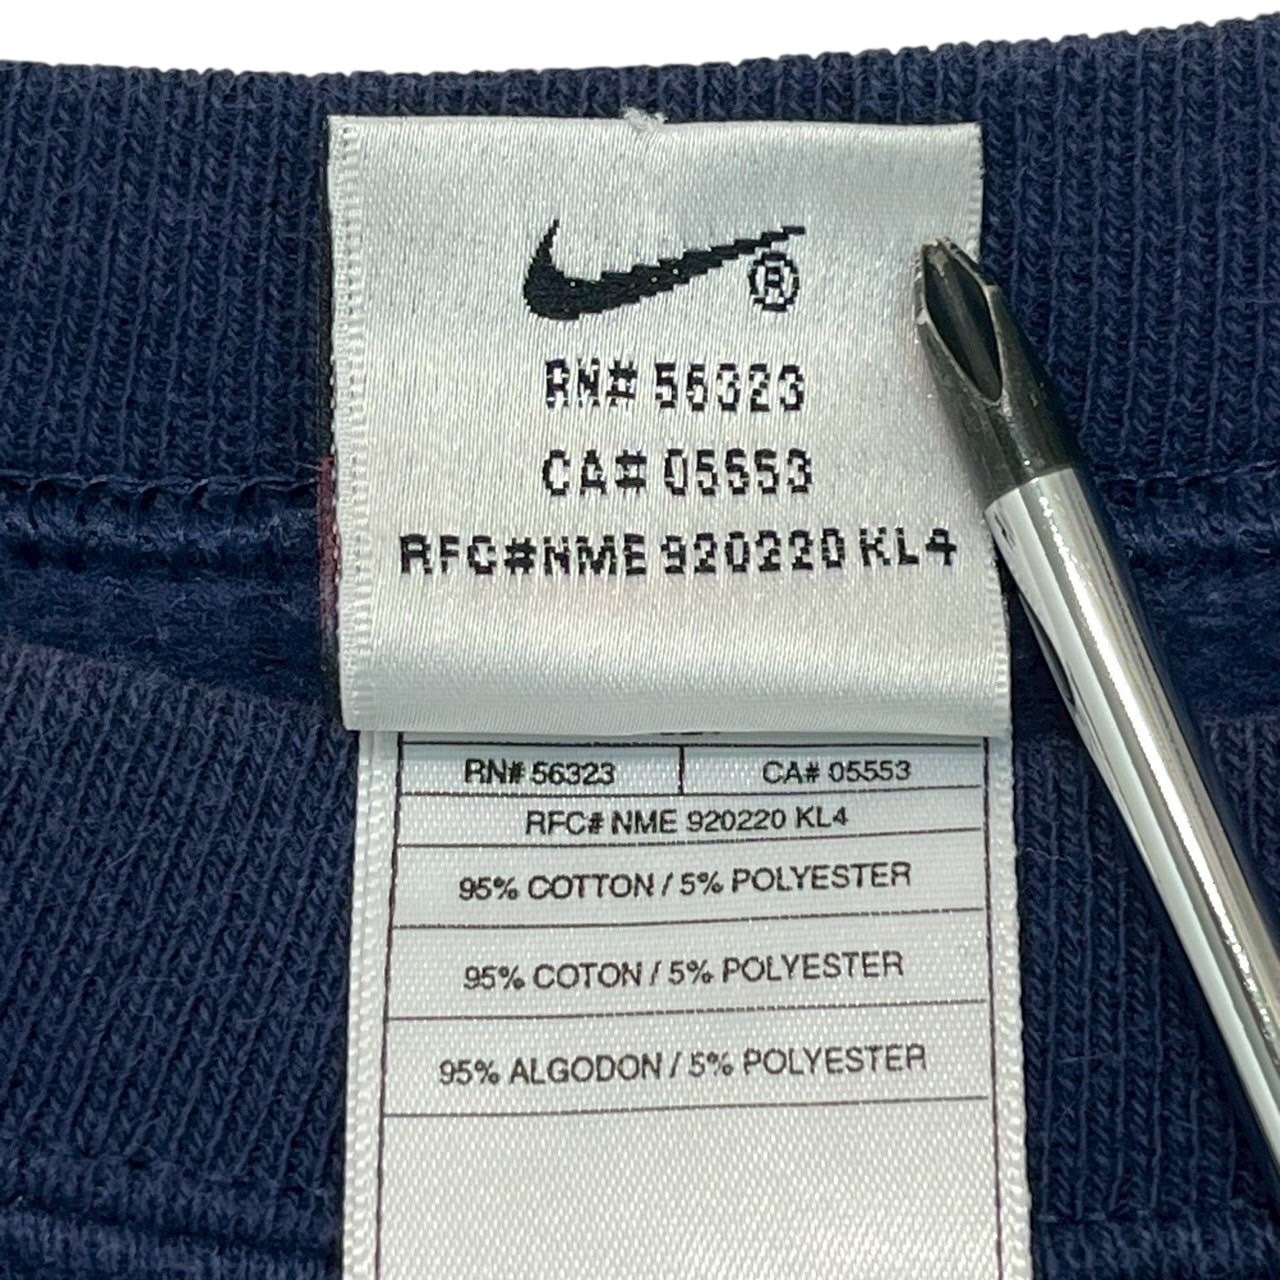 ®
RN# 56323
CA# 05553
RFC#NME 920220 KL4
RN# 56323 CA# 05553
RFC# NME 920220 KL4
95% COTTON / 5% POLYESTER
95% COTON / 5% POLYESTER
95% ALGODON / 5% POLYESTER